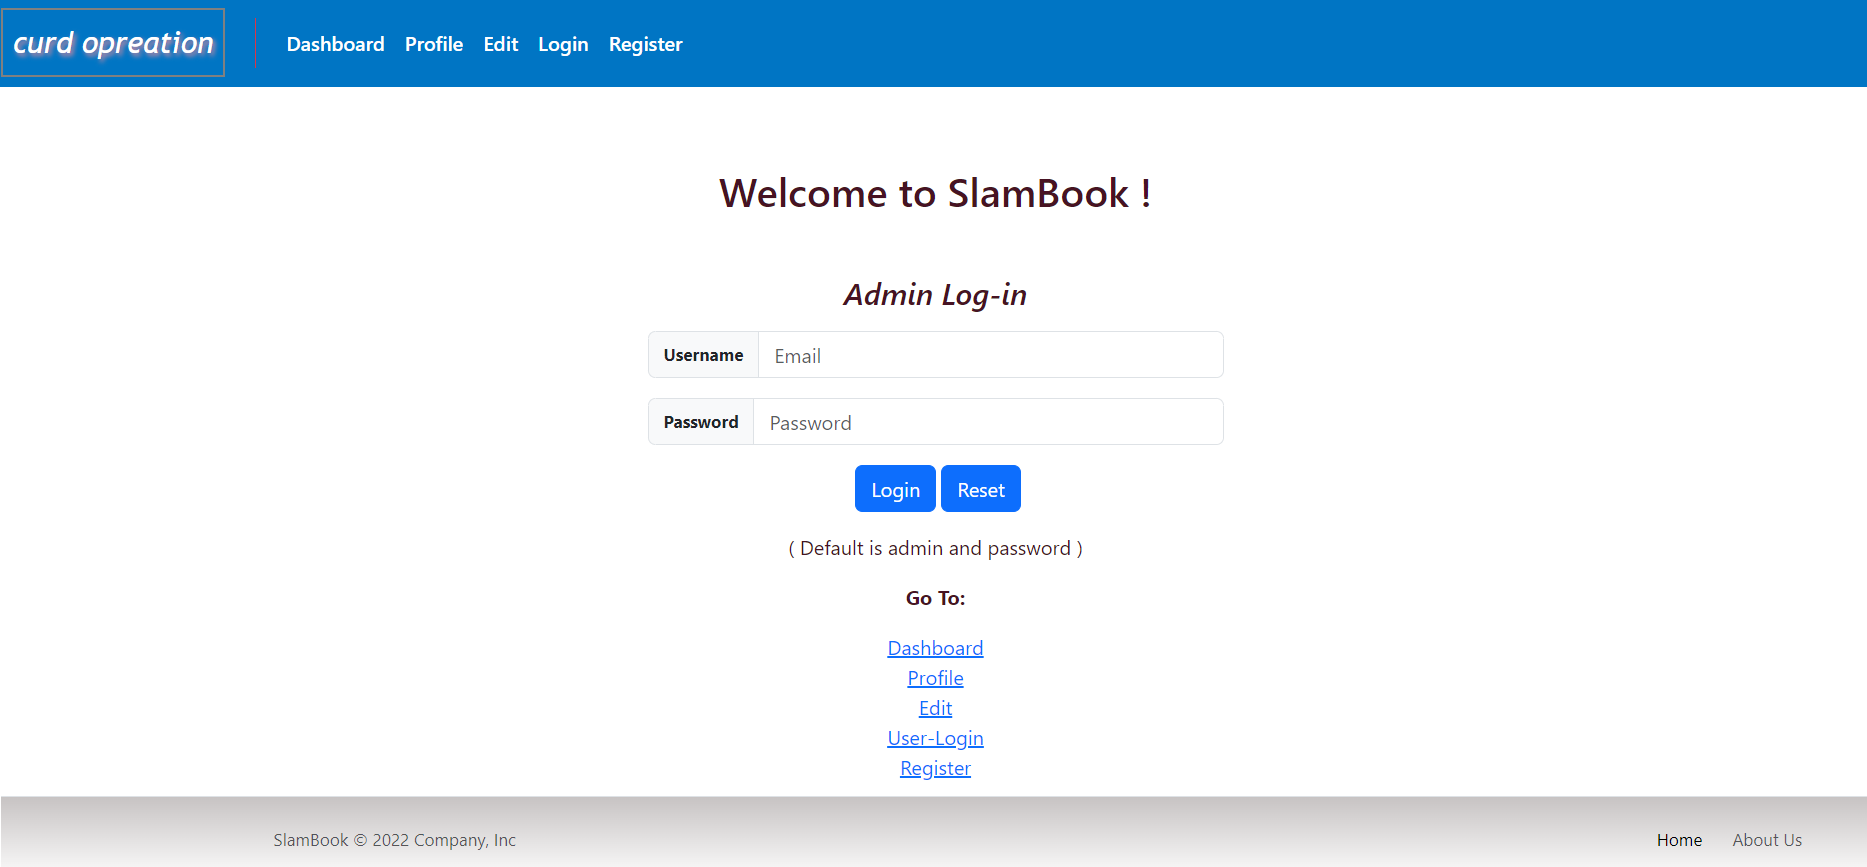 curd opreation
Dashboard Profile Edit Login Register
Welcome to SlamBook !
Admin Log-in
Username Email
Password Password
Login Reset
( Default is admin and password )
Go To:
Dashboard
Profile
Edit
User-Login
Register
SlamBook © 2022 Company, Inc Home About Us